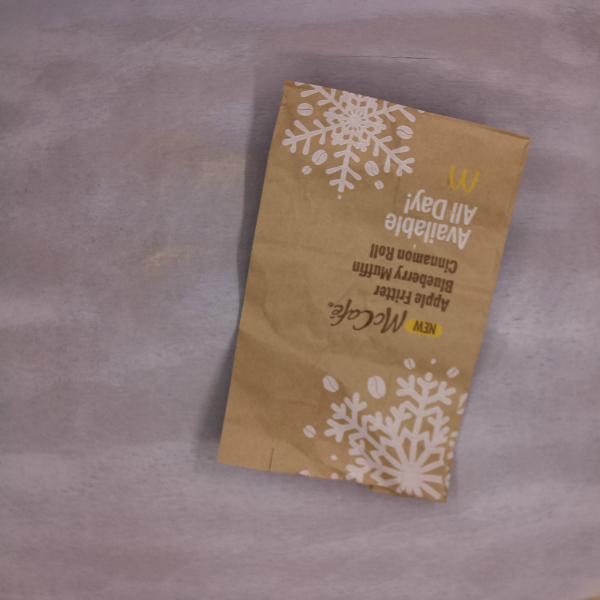 NEW McCafé®
Apple Fritter
Blueberry Muffin
Cinnamon Roll
Available
All Day!